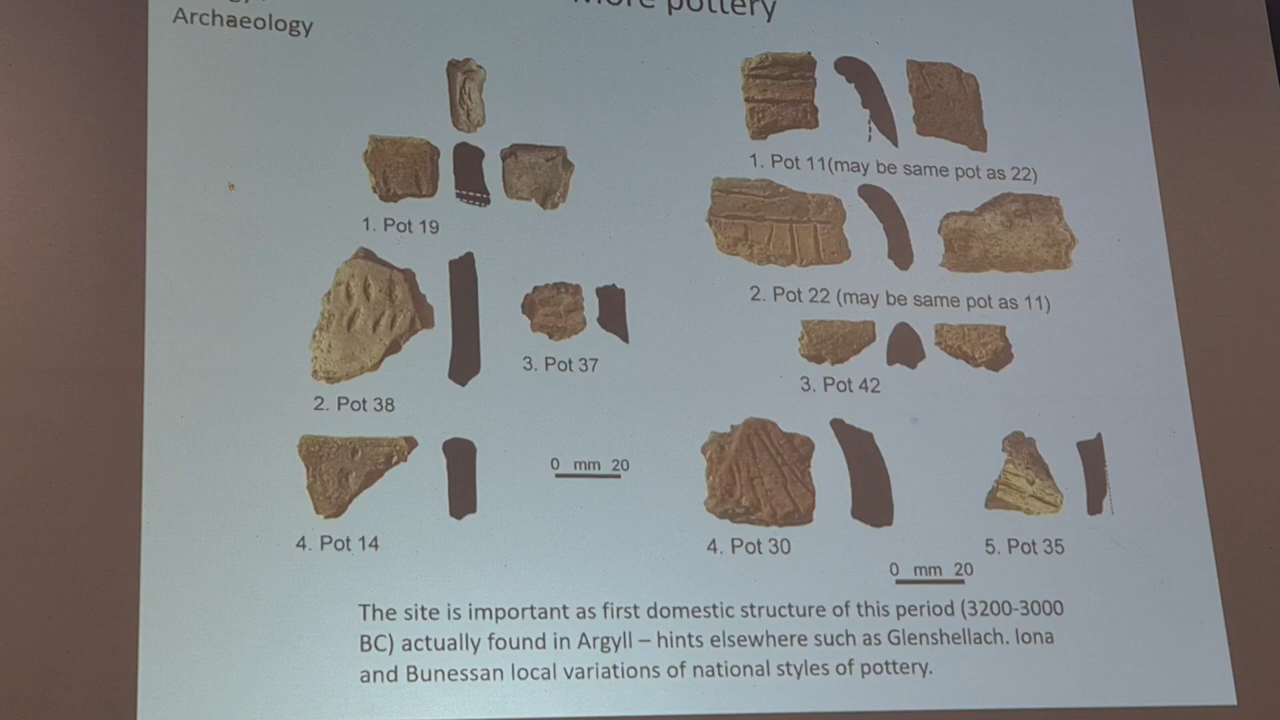 Archaeology
More pottery
1. Pot 19
2. Pot 38
3. Pot 37
4. Pot 14
0 mm 20
1. Pot 11(may be same pot as 22)
2. Pot 22 (may be same pot as 11)
3. Pot 42
4. Pot 30
5. Pot 35
0 mm 20
The site is important as first domestic structure of this period (3200-3000
BC) actually found in Argyll – hints elsewhere such as Glenshellach. Iona
and Bunessan local variations of national styles of pottery.